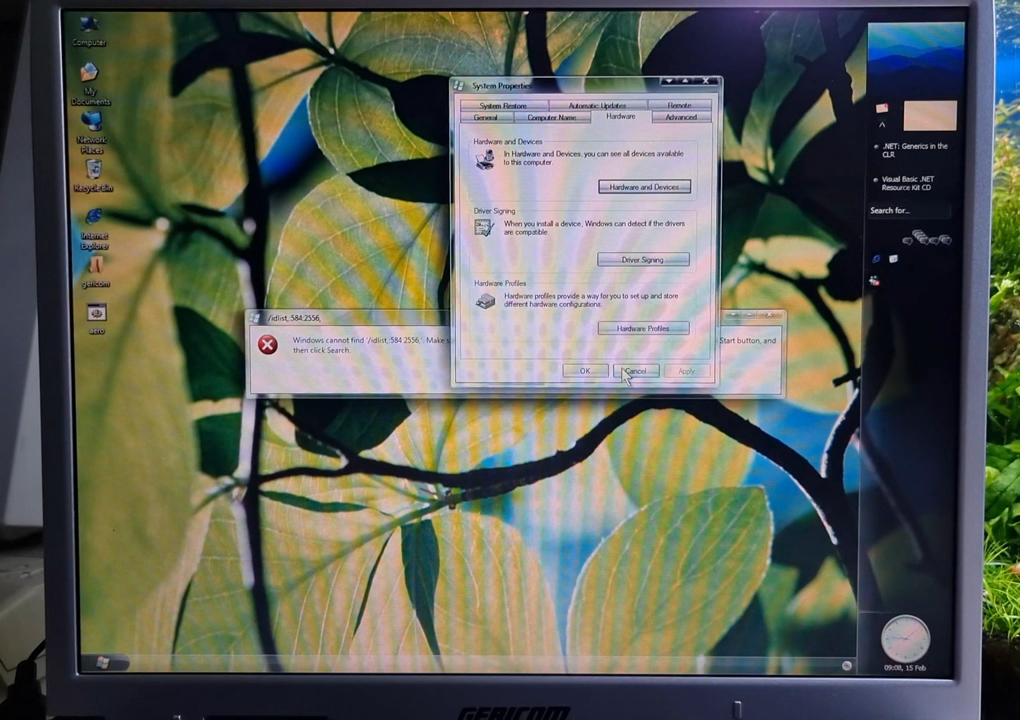 Computer
My
Documents
Network
Places
Recycle Bin
Internet
Explorer
gericom
aero
System Properties
System Restore
Automatic Updates
Remote
General
Computer Name
Hardware
Advanced
Hardware and Devices
In Hardware and Devices, you can see all devices available
to this computer.
Hardware and Devices
Driver Signing
When you install a device, Windows can detect if the drivers
are compatible.
Driver Signing
Hardware Profiles
Hardware profiles provide a way for you to set up and store
different hardware configurations.
Hardware Profiles
OK
Cancel
Apply
/idlist,:584:2556,
Windows cannot find '/idlist,:584:2556,'. Make s
Start button, and
then click Search.
.NET: Generics in the
CLR
Visual Basic .NET
Resource Kit CD
Search for...
09:08, 15 Feb
GERICOM